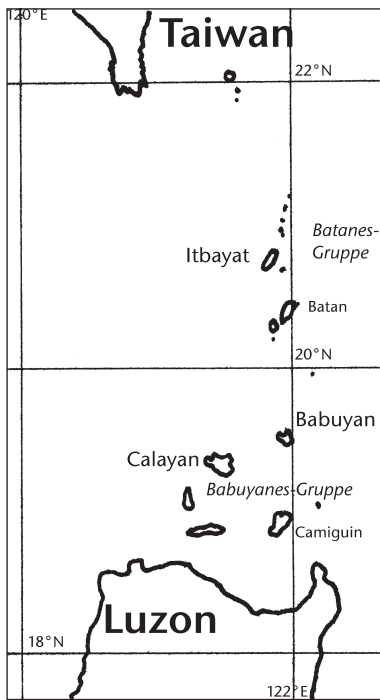 120°E
Taiwan
22°N
Batanes-
Gruppe
Itbayat
Batan
20°N
Babuyan
Calayan
Babuyanes-Gruppe
Camiguin
Luzon
18°N
122°E